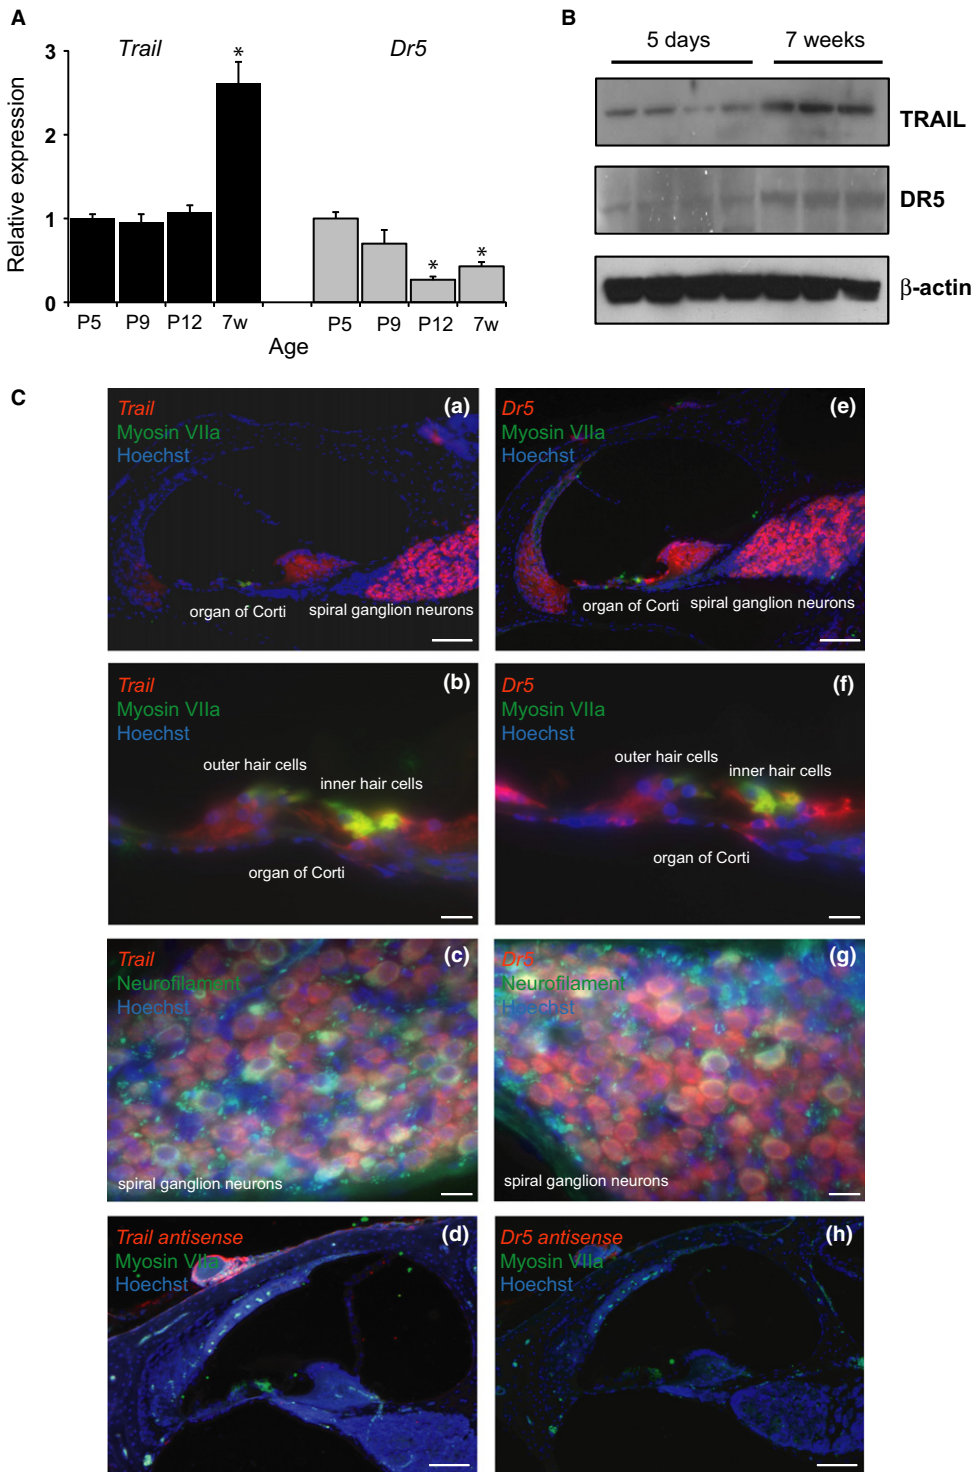 A
Trail
Dr5
3
2
1
0
Relative expression
*
*
*
P5 P9 P12 7w P5 P9 P12 7w
Age
B
5 days 7 weeks
TRAIL
DR5
β-actin
C
Trail
Myosin VIIa
Hoechst
(a)
organ of Corti spiral ganglion neurons
Dr5
Myosin VIIa
Hoechst
(e)
organ of Corti spiral ganglion neurons
Trail
Myosin VIIa
Hoechst
(b)
outer hair cells
inner hair cells
organ of Corti
Dr5
Myosin VIIa
Hoechst
(f)
outer hair cells
inner hair cells
organ of Corti
Trail
Neurofilament
Hoechst
(c)
spiral ganglion neurons
Dr5
Neurofilament
Hoechst
(g)
spiral ganglion neurons
Trail antisense
Myosin VIIa
Hoechst
(d)
Dr5 antisense
Myosin VIIa
Hoechst
(h)